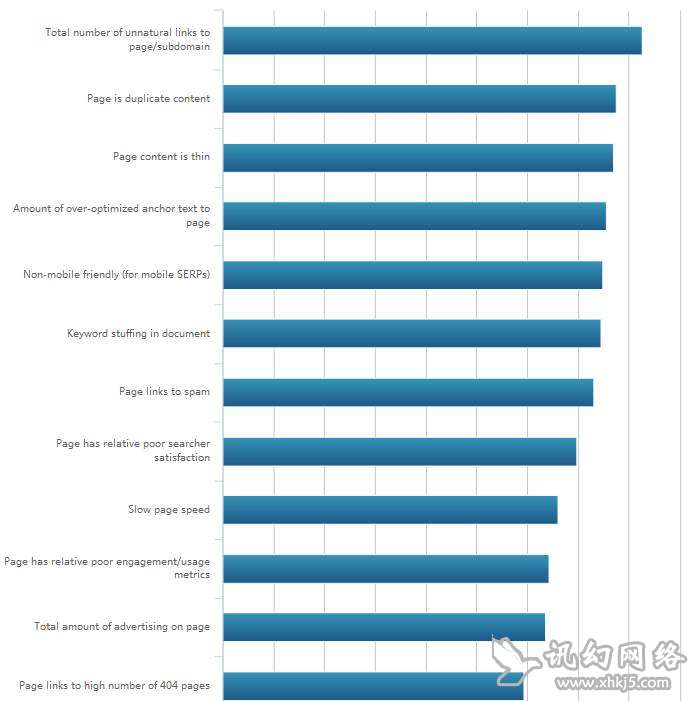 Total number of unnatural links to
page/subdomain
Page is duplicate content
Page content is thin
Amount of over-optimized anchor text to
page
Non-mobile friendly (for mobile SERPs)
Keyword stuffing in document
Page links to spam
Page has relative poor searcher
satisfaction
Slow page speed
Page has relative poor engagement/usage
metrics
Total amount of advertising on page
Page links to high number of 404 pages
讯幻网络
www.xhkj5.com